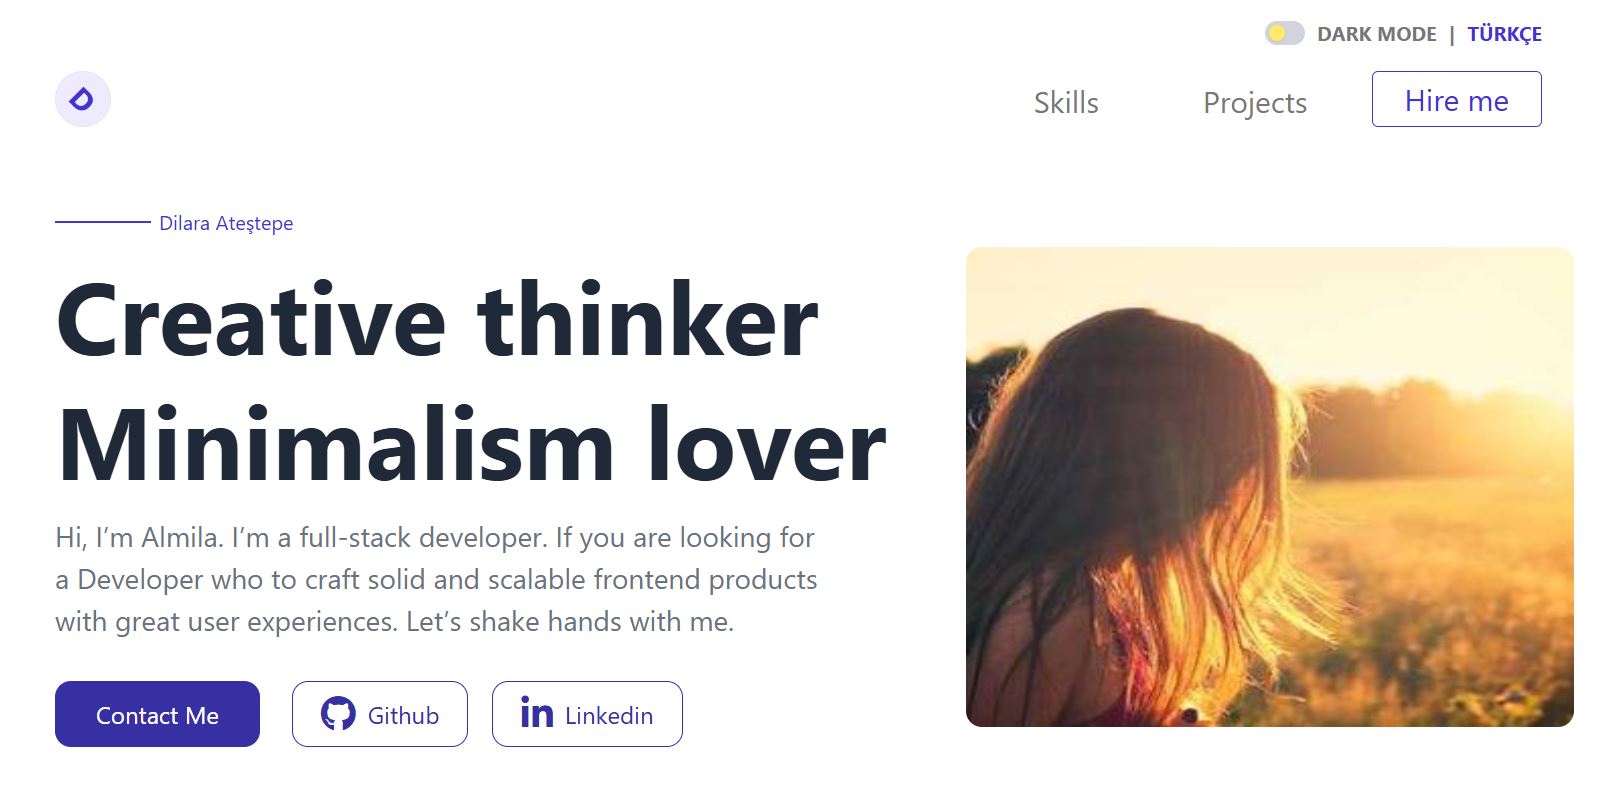 DARK MODE | TÜRKÇE
D
Skills Projects Hire me
Dilara Ateştepe
Creative thinker
Minimalism lover
Hi, I’m Almila. I’m a full-stack developer. If you are looking for
a Developer who to craft solid and scalable frontend products
with great user experiences. Let’s shake hands with me.
Contact Me Github in Linkedin